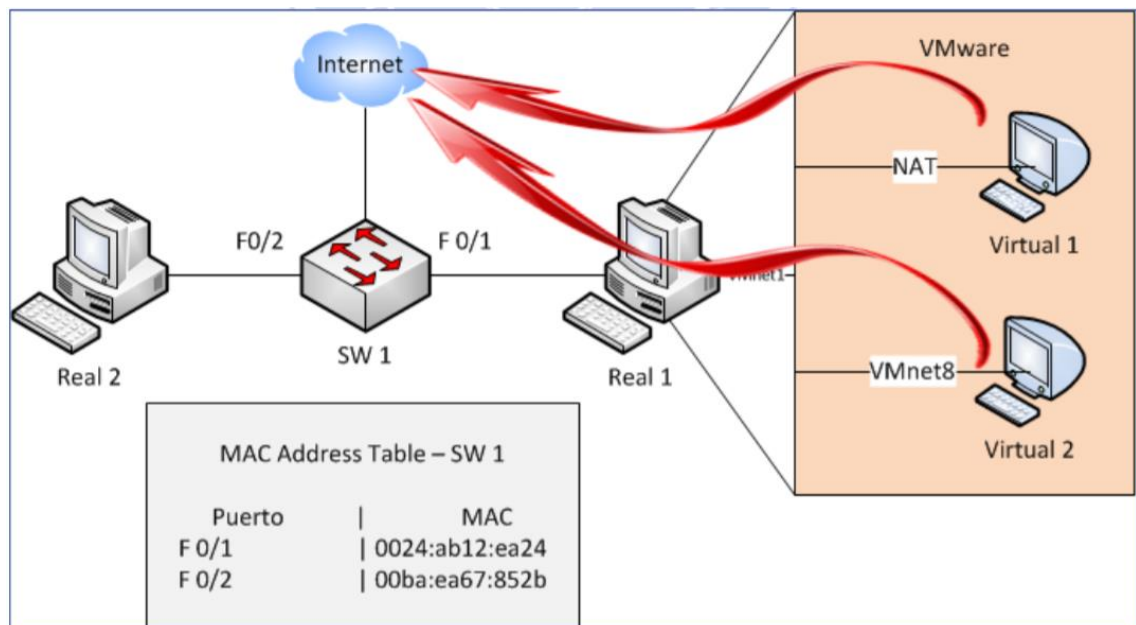 Internet
VMware
NAT
Virtual 1
F0/2
F 0/1
VMnet1
Real 2
SW 1
Real 1
VMnet8
Virtual 2
MAC Address Table – SW 1
Puerto | MAC
F 0/1 | 0024:ab12:ea24
F 0/2 | 00ba:ea67:852b